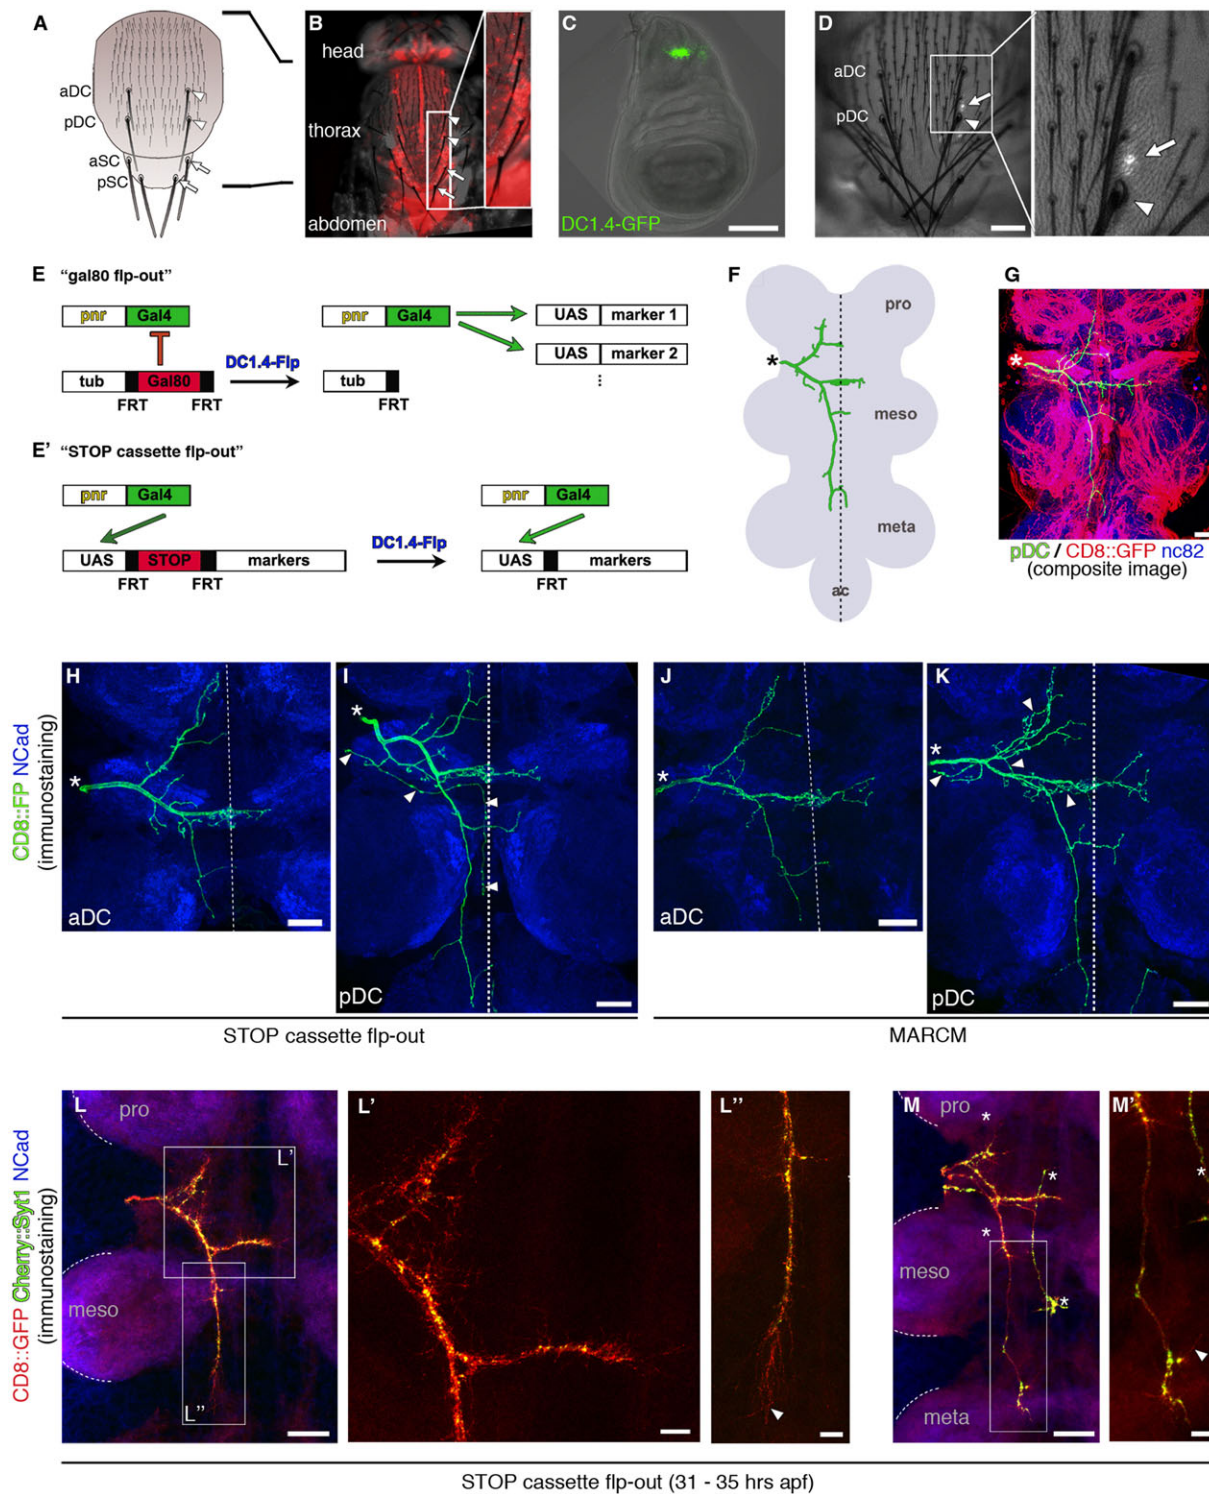 A
aDC
pDC
aSC
pSC
B
head
thorax
abdomen
C
DC1.4-GFP
D
aDC
pDC
E "gal80 flp-out"
pnr Gal4
tub Gal80
FRT FRT
DC1.4-Flp
pnr Gal4
tub
FRT
UAS marker 1
UAS marker 2
...
E' "STOP cassette flp-out"
pnr Gal4
UAS STOP markers
FRT FRT
DC1.4-Flp
pnr Gal4
UAS markers
FRT
F
pro
*
meso
meta
ac
G
*
pDC / CD8::GFP nc82
(composite image)
CD8::FP NCad
(immunostaining)
H
*
aDC
I
*
pDC
J
*
aDC
K
*
pDC
STOP cassette flp-out
MARCM
CD8::GFP Cherry::Syt1 NCad
(immunostaining)
L
pro
L'
meso
L''
L'
L''
M
pro
*
*
*
meso
*
meta
M'
*
*
STOP cassette flp-out (31 - 35 hrs apf)